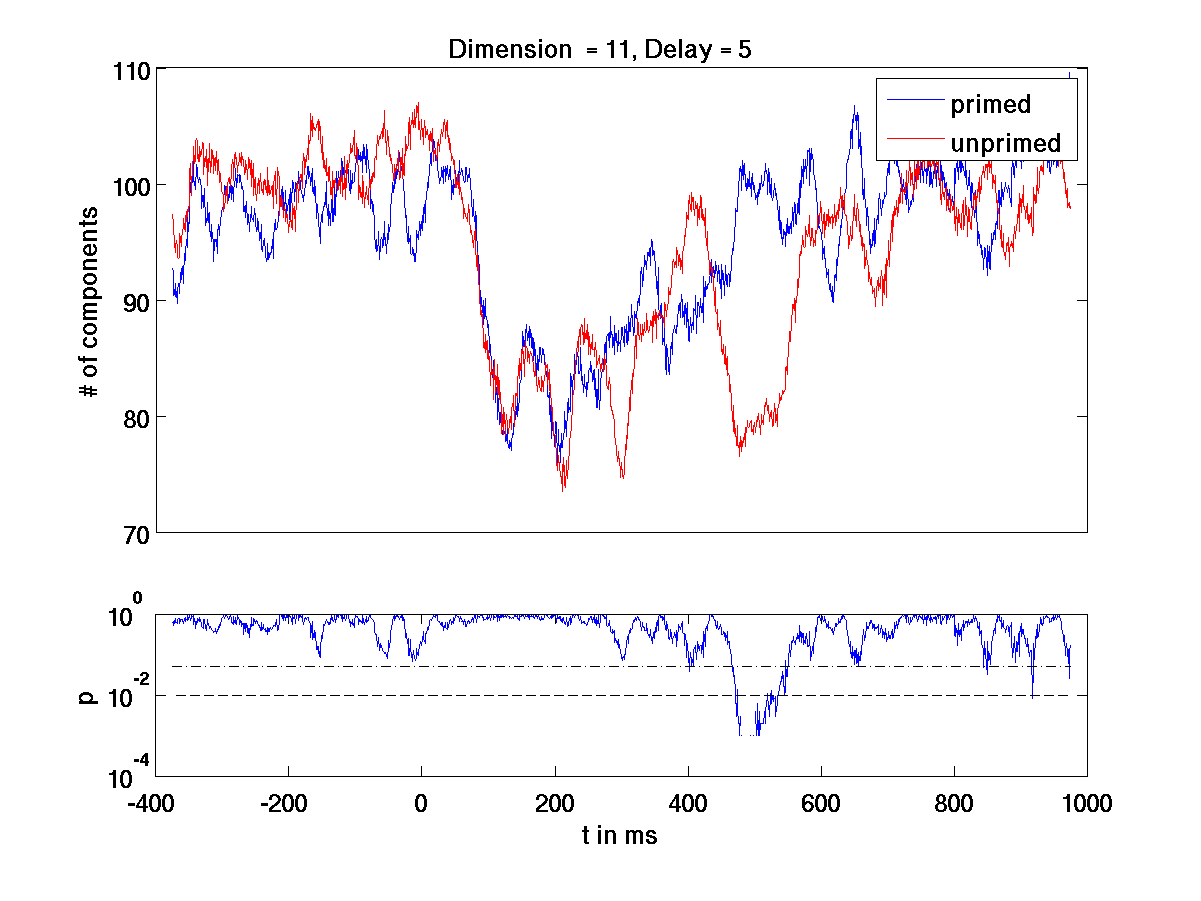 Dimension = 11, Delay = 5
110
primed
unprimed
100
# of components
90
80
70
10^0
10^-2
p
10^-4
-400 -200 0 200 400 600 800 1000
t in ms